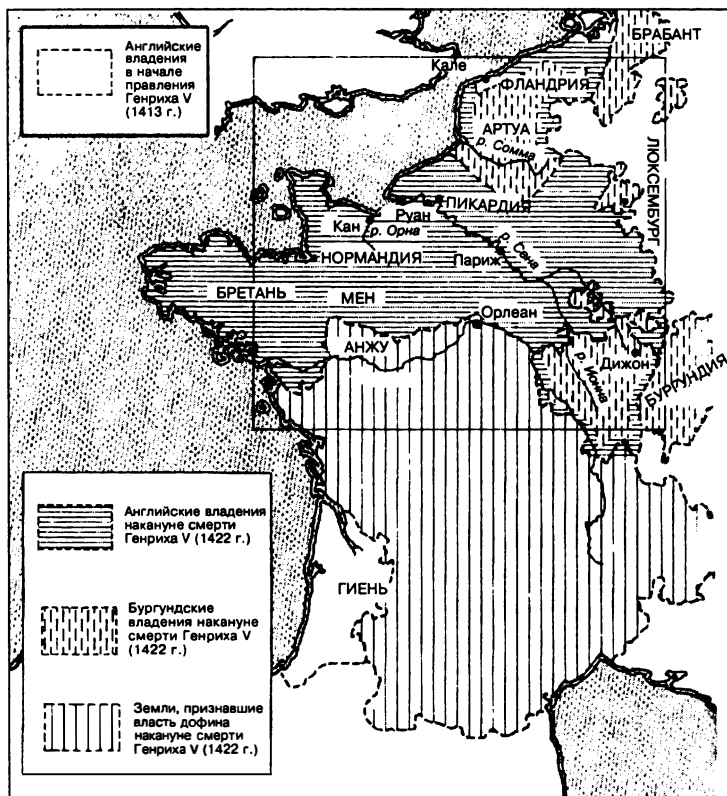 Английские
владения
в начале
правления
Генриха V
(1413 г.)
БРАБАНТ
Кале
ФЛАНДРИЯ
АРТУА
р. Сомма
ЛЮКСЕМБУРГ
ПИКАРДИЯ
Руан
Кан
р. Орна
р. Сена
НОРМАНДИЯ
Париж
БРЕТАНЬ
МЕН
Орлеан
АНЖУ
Дижон
р. Ионна
БУРГУНДИЯ
Английские владения
накануне смерти
Генриха V (1422 г.)
ГИЕНЬ
Бургундские
владения накануне
смерти Генриха V
(1422 г.)
Земли, признавшие
власть дофина
накануне смерти
Генриха V (1422 г.)